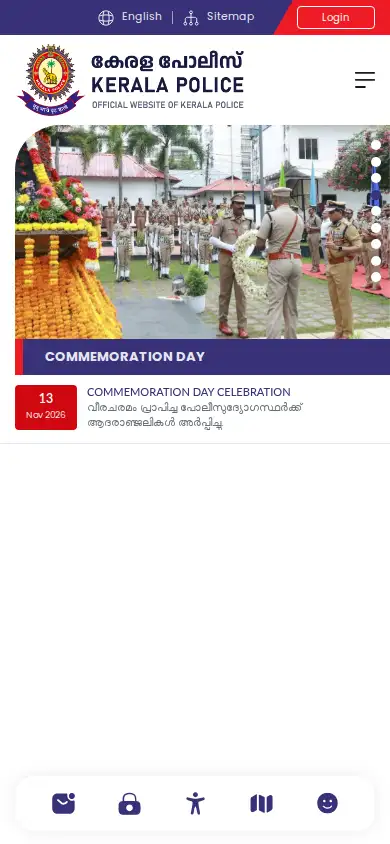 English
Sitemap
Login
കേരള പോലീസ്
KERALA POLICE
OFFICIAL WEBSITE OF KERALA POLICE
COMMEMORATION DAY
13
Nov 2026
COMMEMORATION DAY CELEBRATION
വീരചരമം പ്രാപിച്ച പോലീസുദ്യോഗസ്ഥർക്ക്
ആദരാഞ്ജലികൾ അർപ്പിച്ചു